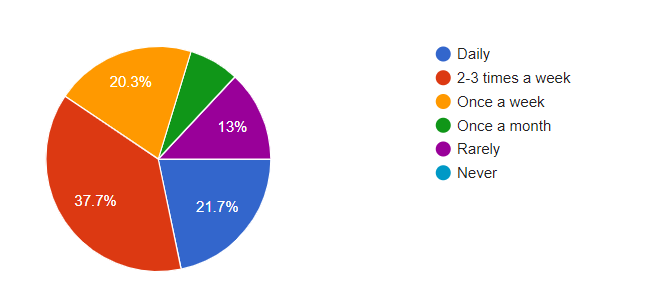 Daily
2-3 times a week
Once a week
Once a month
Rarely
Never
20.3%
13%
37.7%
21.7%